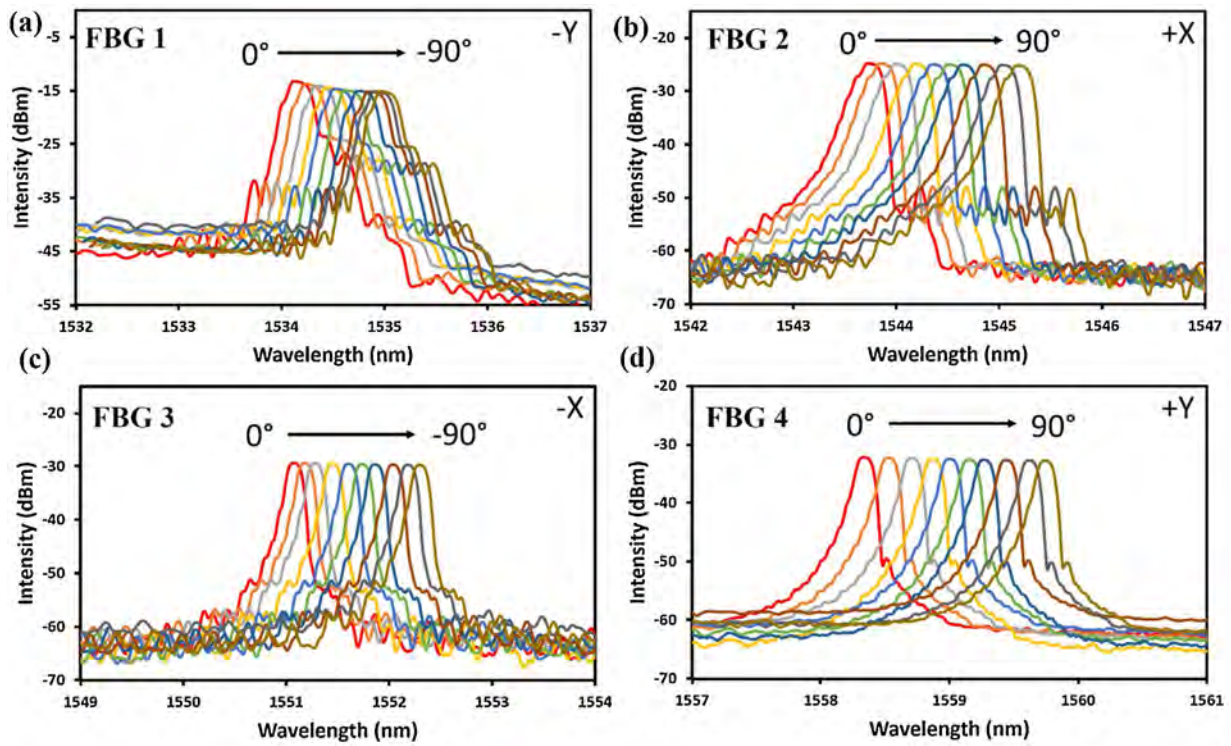 (a)
FBG 1
0°
-90°
-Y
-5
-15
-25
-35
-45
-55
Intensity (dBm)
1532 1533 1534 1535 1536 1537
Wavelength (nm)
(b)
FBG 2
0°
90°
+X
-20
-30
-40
-50
-60
-70
Intensity (dBm)
1542 1543 1544 1545 1546 1547
Wavelength (nm)
(c)
FBG 3
0°
-90°
-X
-20
-30
-40
-50
-60
-70
Intensity (dBm)
1549 1550 1551 1552 1553 1554
Wavelength (nm)
(d)
FBG 4
0°
90°
+Y
-20
-30
-40
-50
-60
-70
Intensity (dBm)
1557 1558 1559 1560 1561
Wavelength (nm)